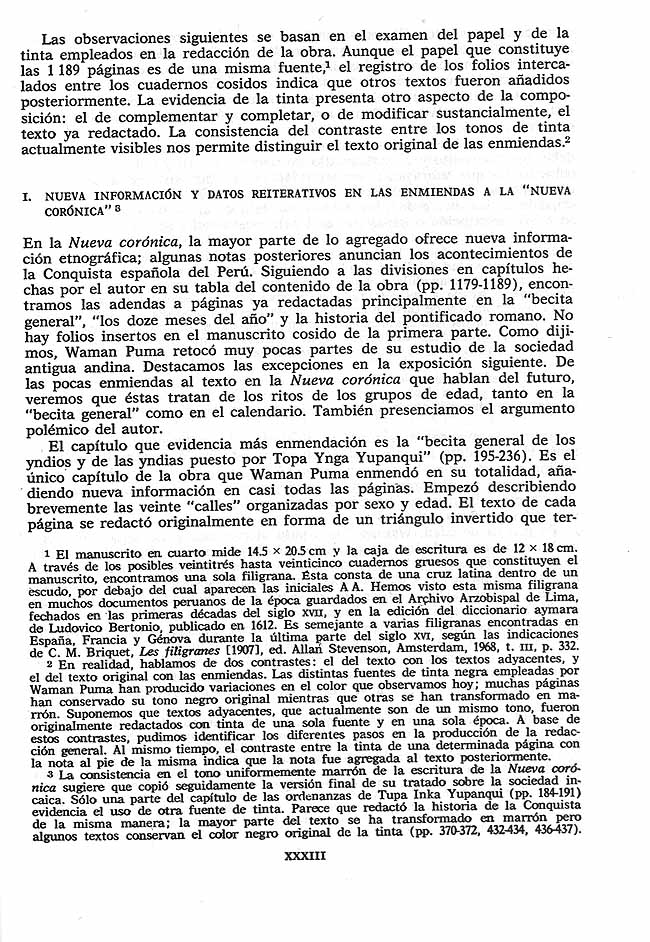 Las observaciones siguientes se basan en el examen del papel y de la
tinta empleados en la redacción de la obra. Aunque el papel que constituye
las 1 189 páginas es de una misma fuente,¹ el registro de los folios interca-
lados entre los cuadernos cosidos indica que otros textos fueron añadidos
posteriormente. La evidencia de la tinta presenta otro aspecto de la compo-
sición: el de complementar y completar, o de modificar sustancialmente, el
texto ya redactado. La consistencia del contraste entre los tonos de tinta
actualmente visibles nos permite distinguir el texto original de las enmiendas.²
I. NUEVA INFORMACIÓN Y DATOS REITERATIVOS EN LAS ENMIENDAS A LA "NUEVA
CORÓNICA" ³
En la Nueva corónica, la mayor parte de lo agregado ofrece nueva informa-
ción etnográfica; algunas notas posteriores anuncian los acontecimientos de
la Conquista española del Perú. Siguiendo a las divisiones en capítulos he-
chas por el autor en su tabla del contenido de la obra (pp. 1179-1189), encon-
tramos las adendas a páginas ya redactadas principalmente en la "becita
general", "los doze meses del año" y la historia del pontificado romano. No
hay folios insertos en el manuscrito cosido de la primera parte. Como diji-
mos, Waman Puma retocó muy pocas partes de su estudio de la sociedad
antigua andina. Destacamos las excepciones en la exposición siguiente. De
las pocas enmiendas al texto en la Nueva corónica que hablan del futuro,
veremos que éstas tratan de los ritos de los grupos de edad, tanto en la
"becita general" como en el calendario. También presenciamos el argumento
polémico del autor.
El capítulo que evidencia más enmendación es la "becita general de los
yndios y de las yndias puesto por Topa Ynga Yupanqui" (pp. 195-236). Es el
único capítulo de la obra que Waman Puma enmendó en su totalidad, aña-
diendo nueva información en casi todas las páginas. Empezó describiendo
brevemente las veinte "calles" organizadas por sexo y edad. El texto de cada
página se redactó originalmente en forma de un triángulo invertido que ter-
¹ El manuscrito en cuarto mide 14.5 × 20.5 cm y la caja de escritura es de 12 × 18 cm.
A través de los posibles veintitrés hasta veinticinco cuadernos gruesos que constituyen el
manuscrito, encontramos una sola filigrana. Ésta consta de una cruz latina dentro de un
escudo, por debajo del cual aparecen las iniciales A A. Hemos visto esta misma filigrana
en muchos documentos peruanos de la época guardados en el Archivo Arzobispal de Lima,
fechados en las primeras décadas del siglo XVII, y en la edición del diccionario aymara
de Ludovico Bertonio, publicado en 1612. Es semejante a varias filigranas encontradas en
España, Francia y Génova durante la última parte del siglo XVI, según las indicaciones
de C. M. Briquet, Les filigranes [1907], ed. Allan Stevenson, Amsterdam, 1968, t. III, p. 332.
² En realidad, hablamos de dos contrastes: el del texto con los textos adyacentes, y
el del texto original con las enmiendas. Las distintas fuentes de tinta negra empleadas por
Waman Puma han producido variaciones en el color que observamos hoy; muchas páginas
han conservado su tono negro original mientras que otras se han transformado en ma-
rrón. Suponemos que textos adyacentes, que actualmente son de un mismo tono, fueron
originalmente redactados con tinta de una sola fuente y en una sola época. A base de
estos contrastes, pudimos identificar los diferentes pasos en la producción de la redac-
ción general. Al mismo tiempo, el contraste entre la tinta de una determinada página con
la nota al pie de la misma indica que la nota fue agregada al texto posteriormente.
³ La consistencia en el tono uniformemente marrón de la escritura de la Nueva coró-
nica sugiere que copió seguidamente la versión final de su tratado sobre la sociedad in-
caica. Sólo una parte del capítulo de las ordenanzas de Tupa Inka Yupanqui (pp. 184-191)
evidencia el uso de otra fuente de tinta. Parece que redactó la historia de la Conquista
de la misma manera; la mayor parte del texto se ha transformado en marrón pero
algunos textos conservan el color negro original de la tinta (pp. 370-372, 432-434, 436-437).
XXXIII